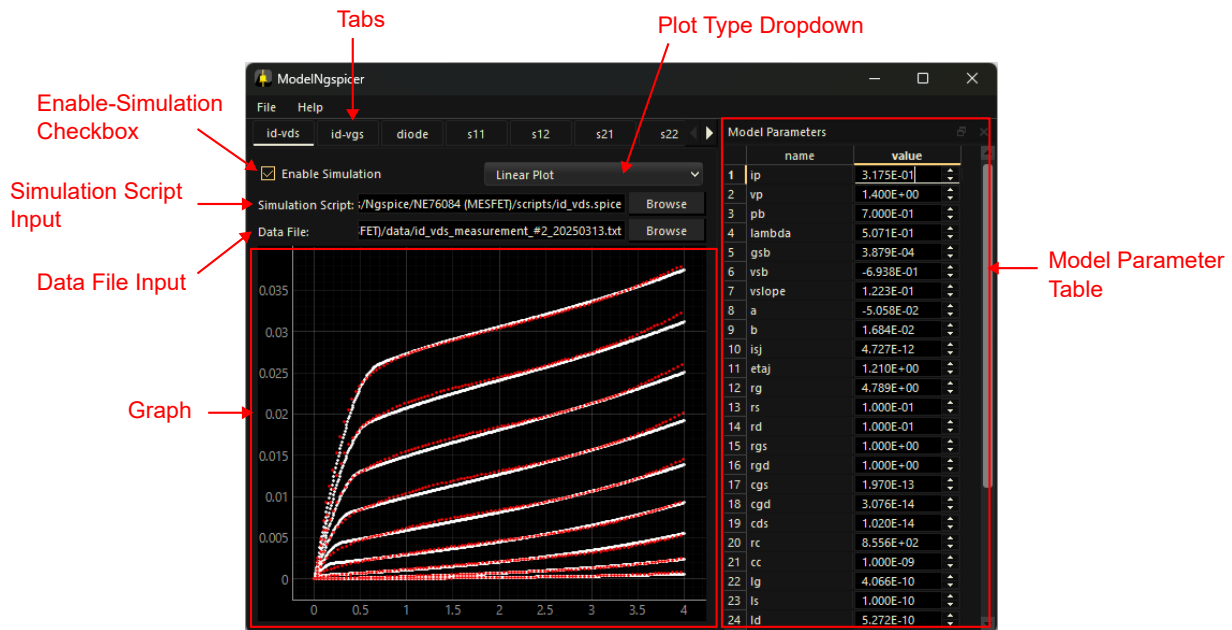 Tabs
Plot Type Dropdown
Enable-Simulation
Checkbox
Simulation Script
Input
Data File Input
Graph
Model Parameter
Table
ModelNgspicer
File Help
id-vds id-vgs diode s11 s12 s21 s22
Enable Simulation Linear Plot
Simulation Script: :/Ngspice/NE76084 (MESFET)/scripts/id_vds.spice Browse
Data File: :FET)/data/id_vds_measurement_#2_20250313.txt Browse
0.035
0.03
0.025
0.02
0.015
0.01
0.005
0
0 0.5 1 1.5 2 2.5 3 3.5 4
Model Parameters
name value
1 ip 3.175E-01
2 vp 1.400E+00
3 pb 7.000E-01
4 lambda 5.071E-01
5 gsb 3.879E-04
6 vsb -6.938E-01
7 vslope 1.223E-01
8 a -5.058E-02
9 b 1.684E-02
10 isj 4.727E-12
11 etaj 1.210E+00
12 rg 4.789E+00
13 rs 1.000E-01
14 rd 1.000E-01
15 rgs 1.000E+00
16 rgd 1.000E+00
17 cgs 1.970E-13
18 cgd 3.076E-14
19 cds 1.020E-14
20 rc 8.556E+02
21 cc 1.000E-09
22 lg 4.066E-10
23 ls 1.000E-10
24 ld 5.272E-10